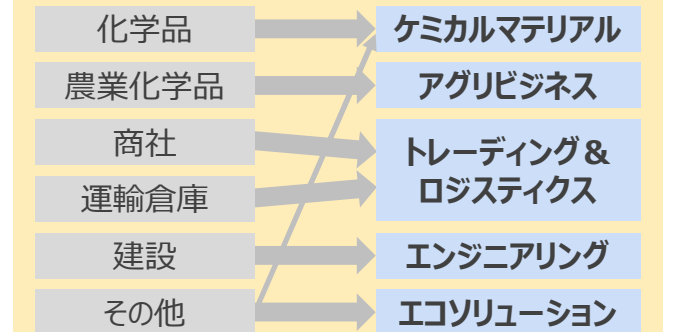 化学品
ケミカルマテリアル
農業化学品
アグリビジネス
商社
運輸倉庫
トレーディング＆
ロジスティクス
建設
エンジニアリング
その他
エコソリューション